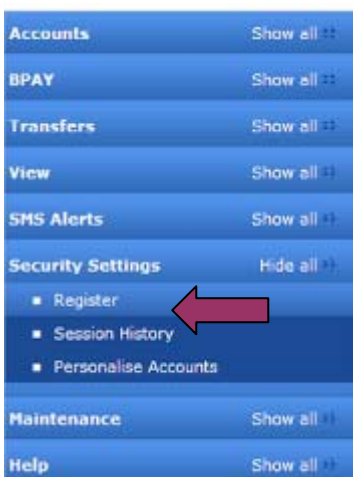 Accounts Show all
BPAY Show all
Transfers Show all
View Show all
SMS Alerts Show all
Security Settings Hide all
Register
Session History
Personalise Accounts
Maintenance Show all
Help Show all